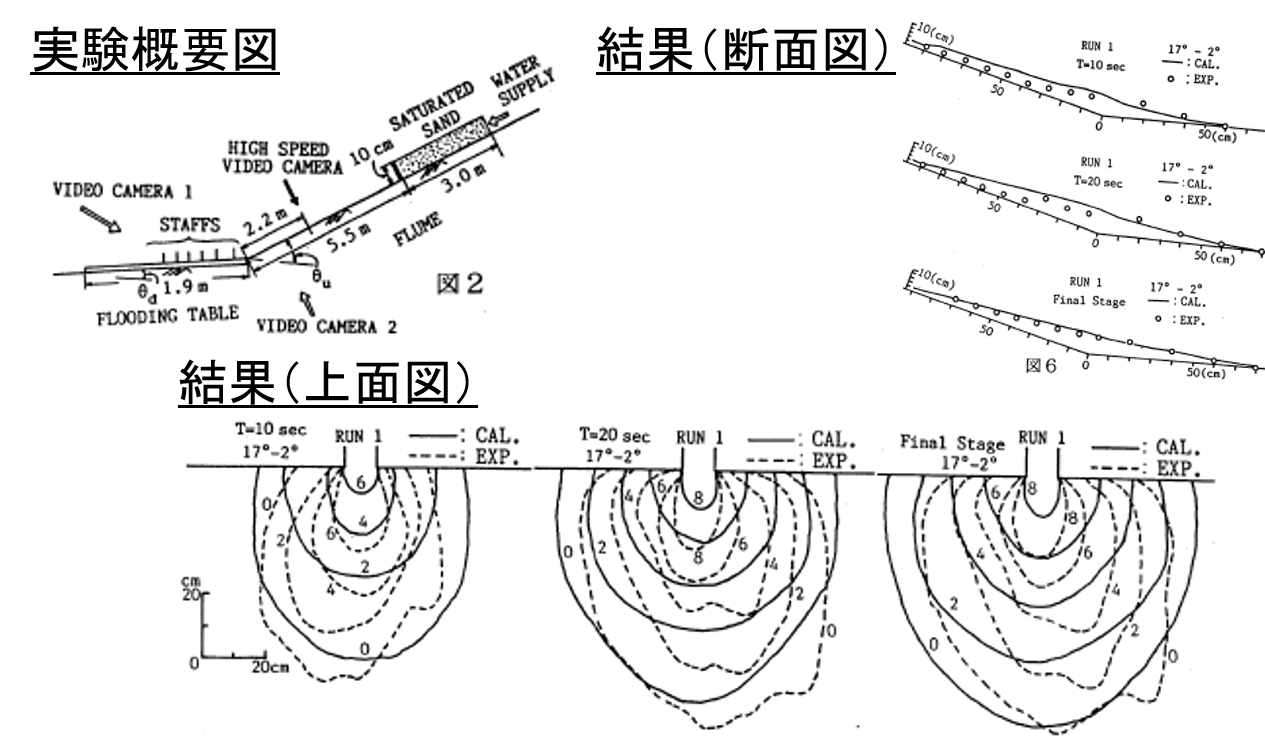 実験概要図
WATER
SUPPLY
SATURATED
SAND
10 cm
HIGH SPEED
VIDEO CAMERA
3.0 m
VIDEO CAMERA 1
2.2 m
STAFFS
5.5 m
FLUME
θu
θd
1.9 m
図2
FLOODING TABLE
VIDEO CAMERA 2
結果(断面図)
10(cm)
RUN 1
17° - 2°
T=10 sec
—:CAL.
○ :EXP.
50
0
50(cm)
10(cm)
RUN 1
17° - 2°
T=20 sec
—:CAL.
○ :EXP.
50
0
50(cm)
10(cm)
RUN 1
17° - 2°
Final Stage
— :CAL.
○ :EXP.
50
図6
0
50(cm)
結果(上面図)
T=10 sec
17°-2°
RUN 1
——: CAL.
-----: EXP.
6
0
4
6
2
2
4
0
cm
20
0
20cm
T=20 sec
17°-2°
RUN 1
——: CAL.
-----: EXP.
6
4
8
0
2
6
8
4
2
0
Final Stage
17°-2°
RUN 1
——: CAL.
-----: EXP.
6
8
8
4
6
4
2
2
0
0